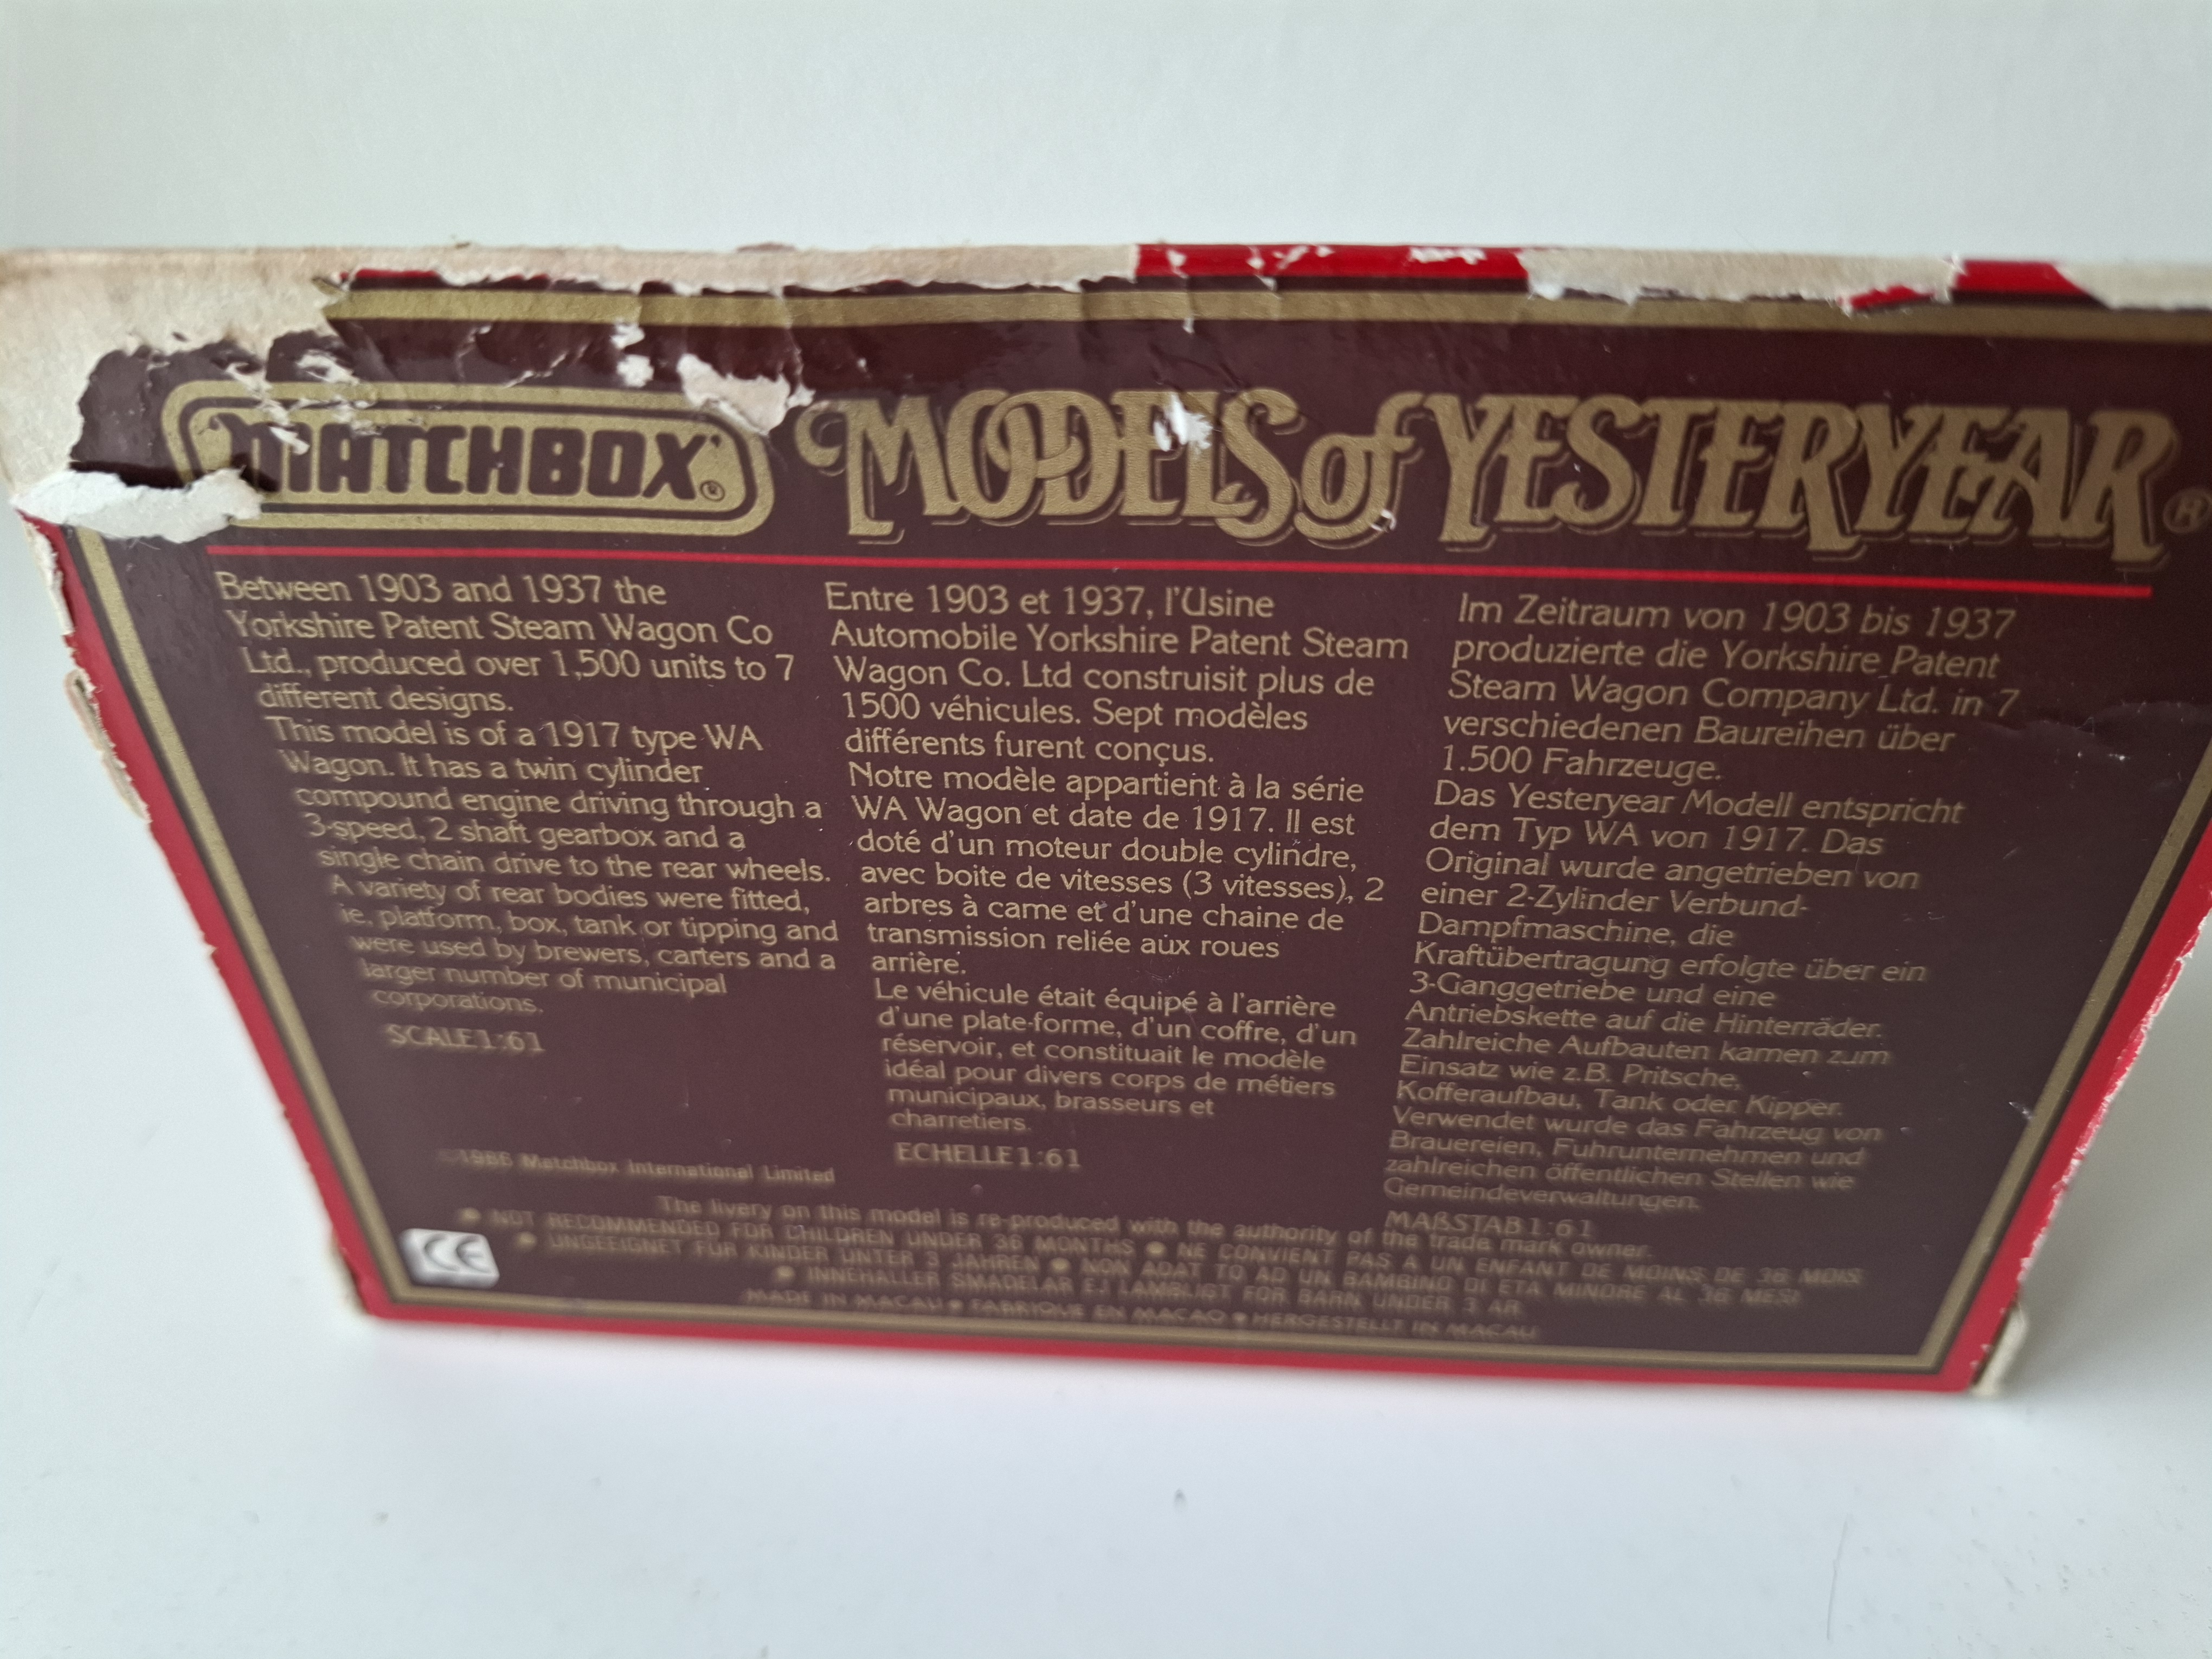 MATCHBOX®
MODELS of YESTERYEAR®
Between 1903 and 1937 the
Yorkshire Patent Steam Wagon Co
Ltd., produced over 1,500 units to 7
different designs.
This model is of a 1917 type WA
Wagon. It has a twin cylinder
compound engine driving through a
3-speed, 2 shaft gearbox and a
single chain drive to the rear wheels.
A variety of rear bodies were fitted,
ie, platform, box, tank or tipping and
were used by brewers, carters and a
larger number of municipal
corporations.
SCALE 1:61
Entre 1903 et 1937, l'Usine
Automobile Yorkshire Patent Steam
Wagon Co. Ltd construisit plus de
1500 véhicules. Sept modèles
différents furent conçus.
Notre modèle appartient à la série
WA Wagon et date de 1917. Il est
doté d'un moteur double cylindre,
avec boite de vitesses (3 vitesses), 2
arbres à came et d'une chaine de
transmission reliée aux roues
arrière.
Le véhicule était équipé à l'arrière
d'une plate-forme, d'un coffre, d'un
réservoir, et constituait le modèle
idéal pour divers corps de métiers
municipaux, brasseurs et
charretiers.
ECHELLE 1:61
Im Zeitraum von 1903 bis 1937
produzierte die Yorkshire Patent
Steam Wagon Company Ltd. in 7
verschiedenen Baureihen über
1.500 Fahrzeuge.
Das Yesteryear Modell entspricht
dem Typ WA von 1917. Das
Original wurde angetrieben von
einer 2-Zylinder Verbund-
Dampfmaschine, die
Kraftübertragung erfolgte über ein
3-Ganggetriebe und eine
Antriebskette auf die Hinterräder.
Zahlreiche Aufbauten kamen zum
Einsatz wie z.B. Pritsche,
Kofferaufbau, Tank oder Kipper.
Verwendet wurde das Fahrzeug von
Brauereien, Fuhrunternehmen und
zahlreichen öffentlichen Stellen wie
Gemeindeverwaltungen.
MAßSTAB 1:61
©1986 Matchbox International Limited
The livery on this model is re-produced with the authority of the trade mark owner.
● NOT RECOMMENDED FOR CHILDREN UNDER 36 MONTHS ● NE CONVIENT PAS A UN ENFANT DE MOINS DE 36 MOIS
● UNGEEIGNET FÜR KINDER UNTER 3 JAHREN ● NON ADATTO AD UN BAMBINO DI ETA MINORE AL 36 MESI
● INNEHALLER SMADELAR EJ LAMPLIGT FOR BARN UNDER 3 AR
MADE IN MACAU ● FABRIQUE EN MACAO ● HERGESTELLT IN MACAU
CE